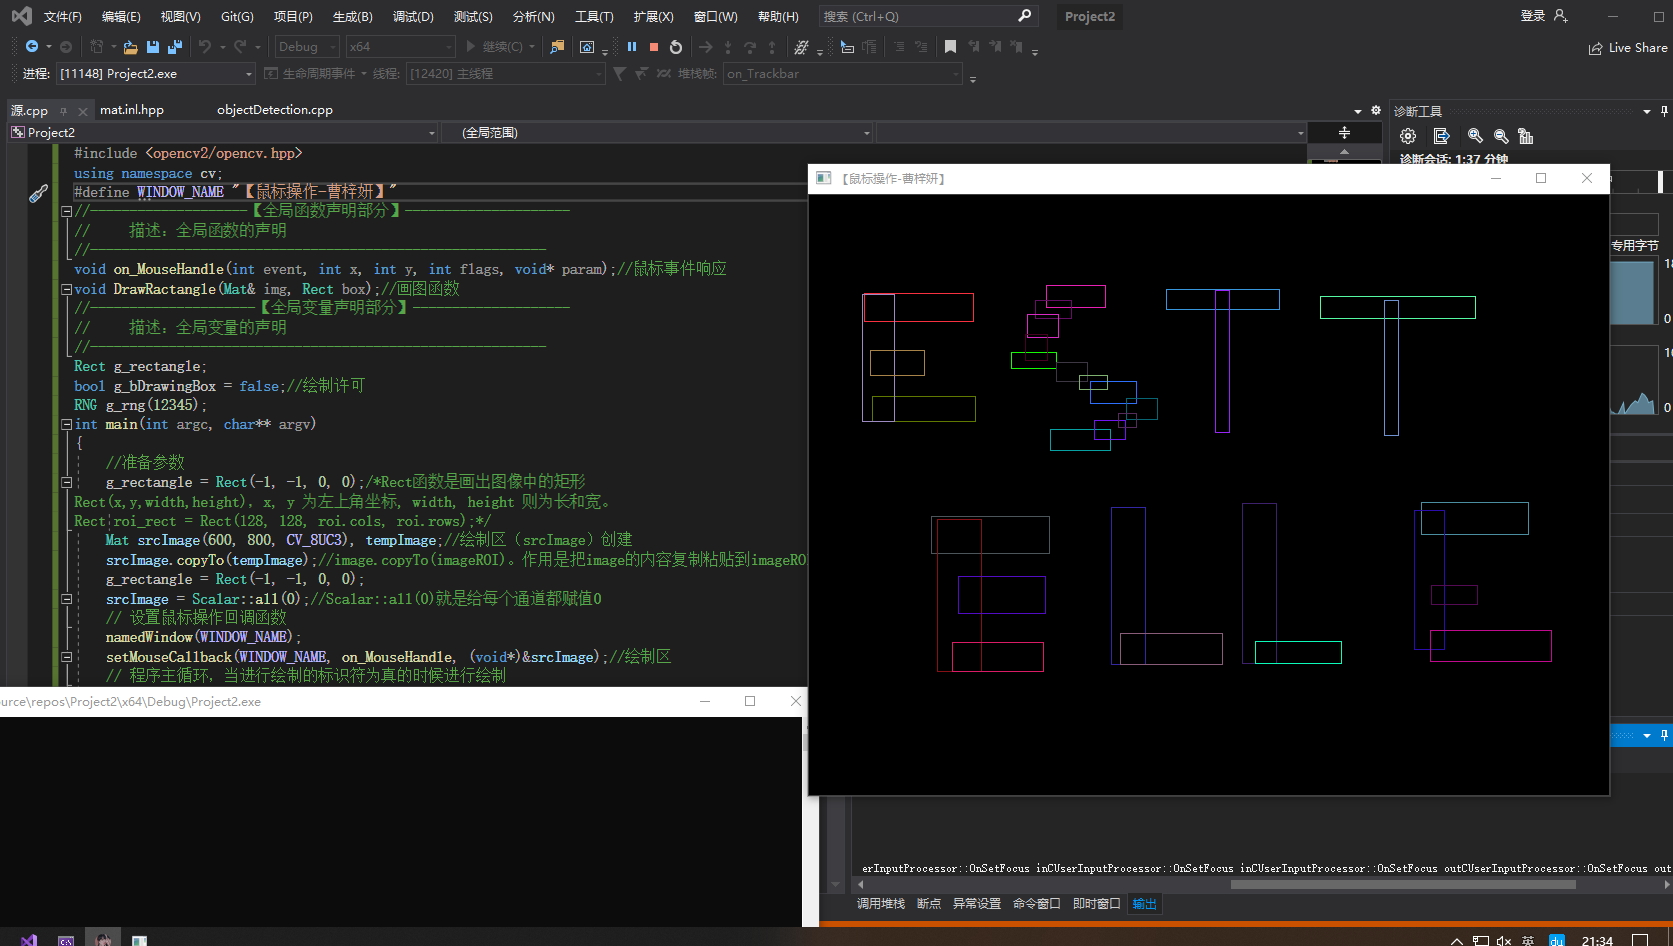 文件(F) 编辑(E) 视图(V) Git(G) 项目(P) 生成(B) 调试(D) 测试(S) 分析(N) 工具(T) 扩展(X) 窗口(W) 帮助(H) 搜索 (Ctrl+Q) Project2 登录
Debug x64 继续(C) Live Share
进程: [11148] Project2.exe 生命周期事件 线程: [12420] 主线程 堆栈帧: on_Trackbar
源.cpp mat.inl.hpp objectDetection.cpp 诊断工具
Project2 (全局范围)
诊断会话: 1:37 分钟
#include <opencv2/opencv.hpp>
using namespace cv;
#define WINDOW_NAME "【鼠标操作-曹梓妍】"
//--------------------【全局函数声明部分】---------------------
// 描述：全局函数的声明
//----------------------------------------------------------
void on_MouseHandle(int event, int x, int y, int flags, void* param);//鼠标事件响应
void DrawRactangle(Mat& img, Rect box);//画图函数
//---------------------【全局变量声明部分】--------------------
// 描述：全局变量的声明
//----------------------------------------------------------
Rect g_rectangle;
bool g_bDrawingBox = false;//绘制许可
RNG g_rng(12345);
int main(int argc, char** argv)
{
//准备参数
g_rectangle = Rect(-1, -1, 0, 0);/*Rect函数是画出图像中的矩形
Rect(x,y,width,height)，x, y 为左上角坐标, width, height 则为长和宽。
Rect roi_rect = Rect(128, 128, roi.cols, roi.rows);*/
Mat srcImage(600, 800, CV_8UC3), tempImage;//绘制区（srcImage）创建
srcImage.copyTo(tempImage);//image.copyTo(imageROI)。作用是把image的内容复制粘贴到imageRO
g_rectangle = Rect(-1, -1, 0, 0);
srcImage = Scalar::all(0);//Scalar::all(0)就是给每个通道都赋值0
// 设置鼠标操作回调函数
namedWindow(WINDOW_NAME);
setMouseCallback(WINDOW_NAME, on_MouseHandle, (void*)&srcImage);//绘制区
// 程序主循环，当进行绘制的标识符为真的时候进行绘制
【鼠标操作-曹梓妍】
ESTT
ELLE
专用字节
18
0
10
0
ource\repos\Project2\x64\Debug\Project2.exe
erInputProcessor::OnSetFocus inCUserInputProcessor::OnSetFocus inCUserInputProcessor::OnSetFocus outCUserInputProcessor::OnSetFocus out
调用堆栈 断点 异常设置 命令窗口 即时窗口 输出
英 du 21:34